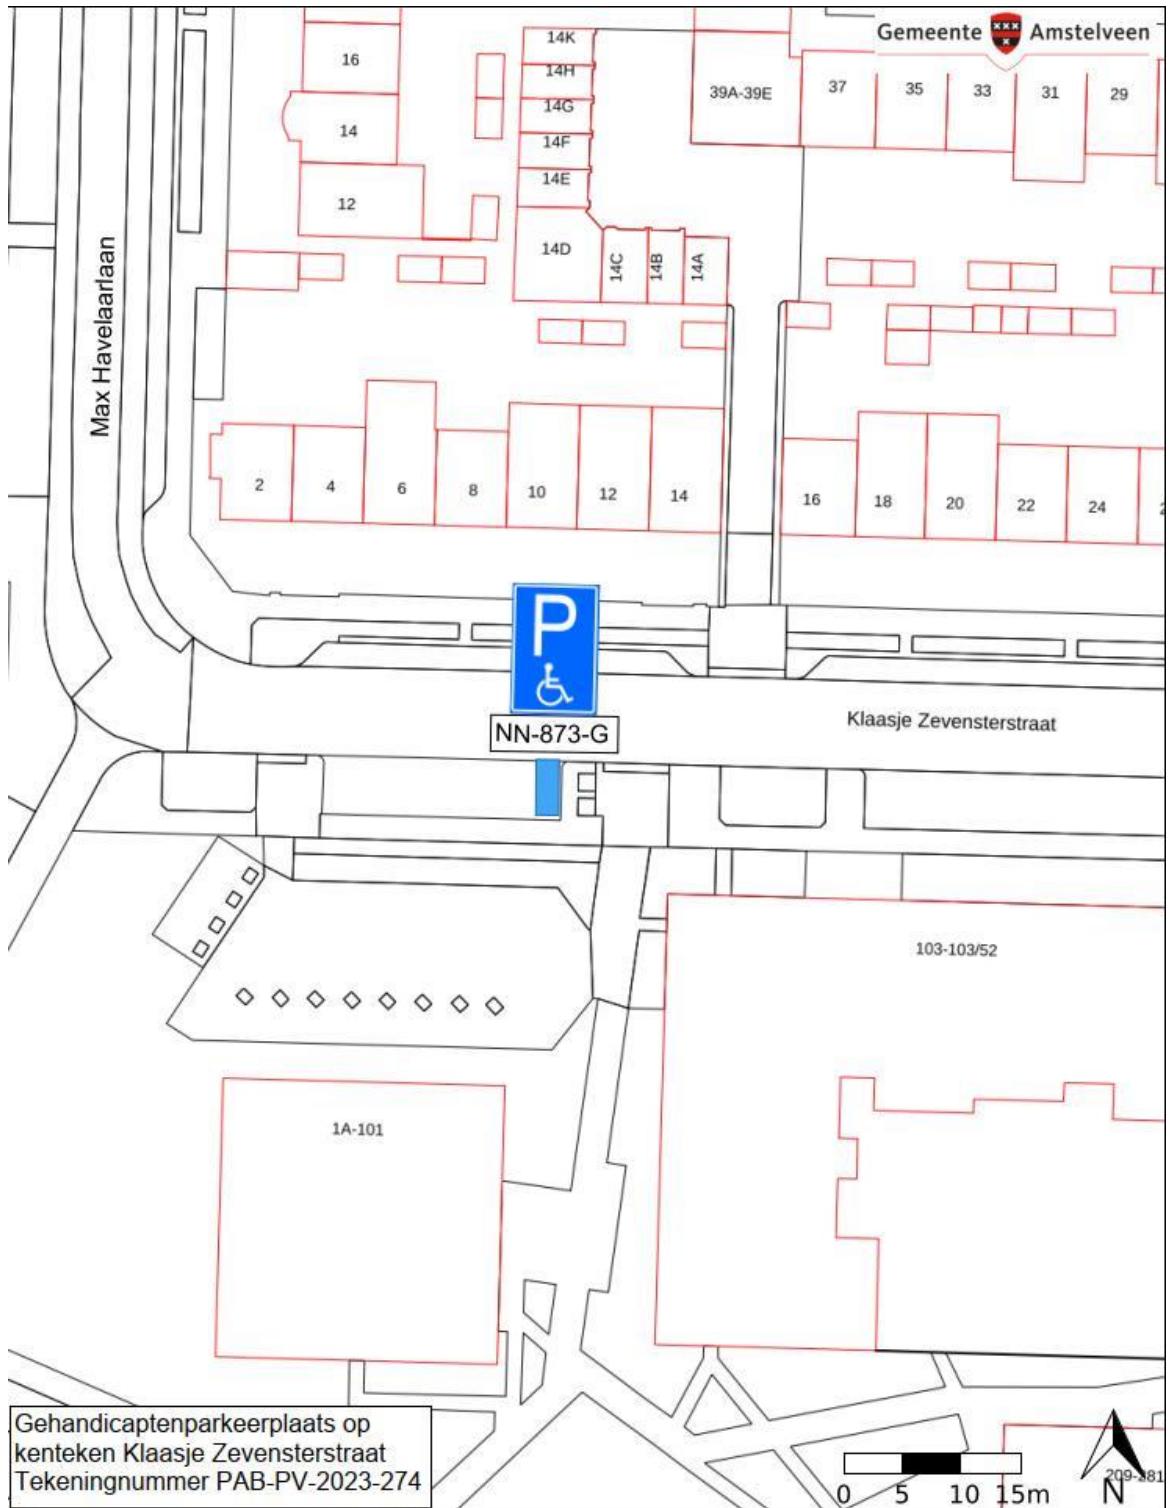 Gemeente Amstelveen
14K
16
14H
37
35
33
31
29
39A-39E
14G
14
14F
14E
12
14D
14C
14B
14A
Max Havelaarlaan
2
4
6
8
10
12
14
16
18
20
22
24
P
Klaasje Zevensterstraat
NN-873-G
103-103/52
1A-101
Gehandicaptenparkeerplaats op
kenteken Klaasje Zevensterstraat
Tekeningnummer PAB-PV-2023-274
0 5 10 15m
N
209-281